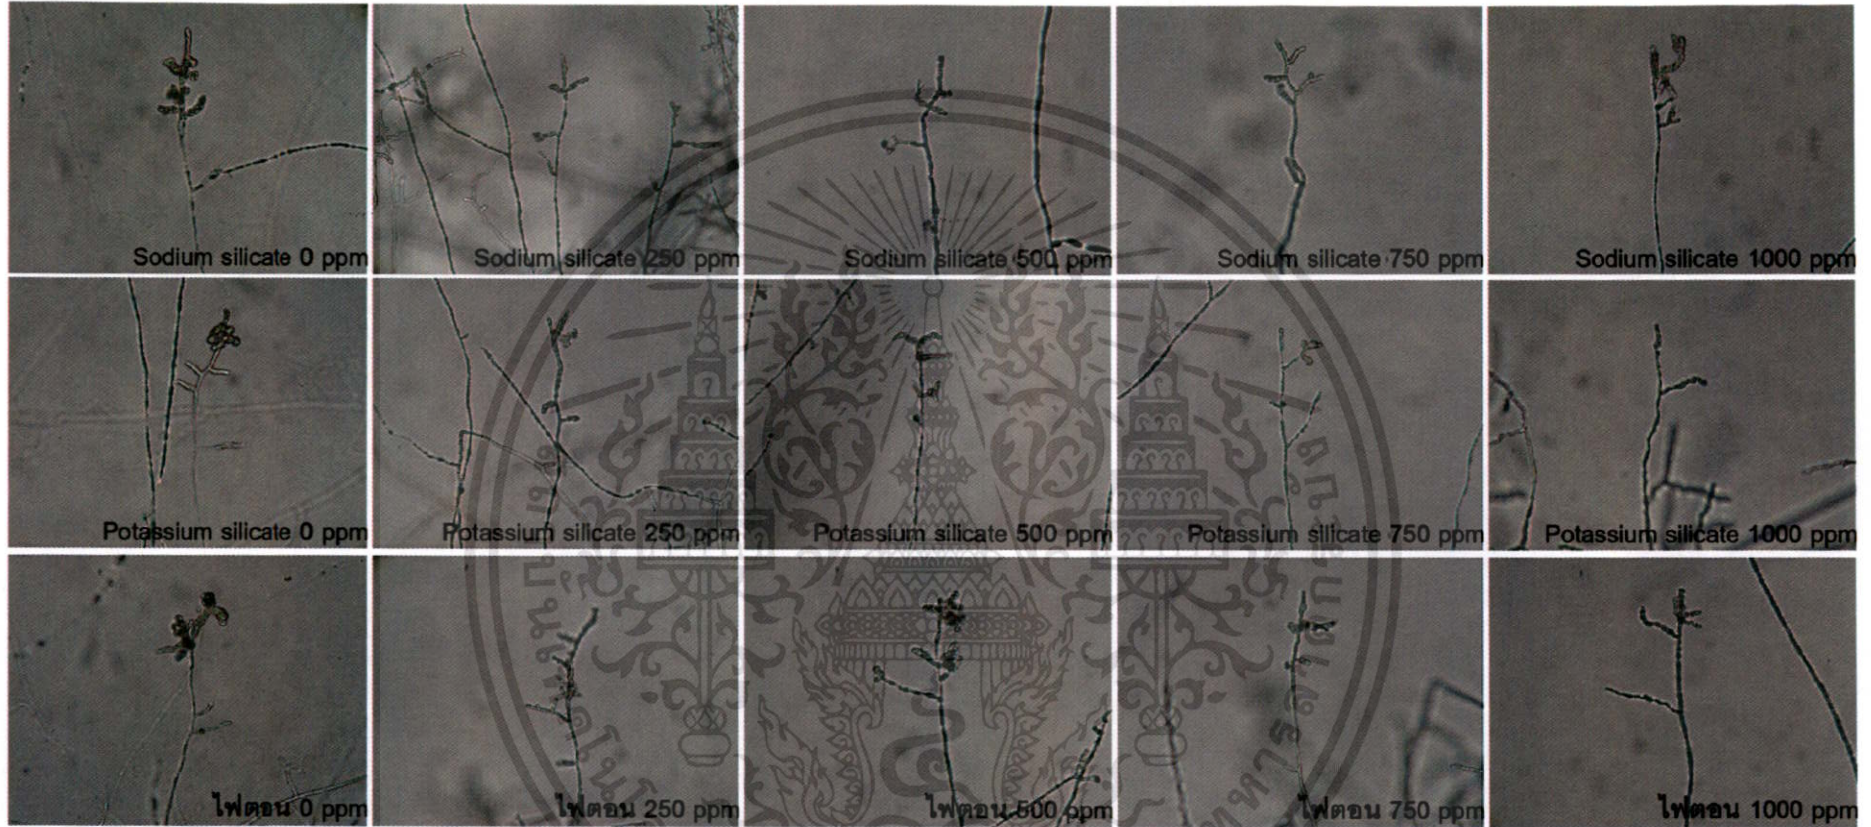 Sodium silicate 0 ppm
Sodium silicate 250 ppm
Sodium silicate 500 ppm
Sodium silicate 750 ppm
Sodium silicate 1000 ppm
Potassium silicate 0 ppm
Potassium silicate 250 ppm
Potassium silicate 500 ppm
Potassium silicate 750 ppm
Potassium silicate 1000 ppm
ไฟตอน 0 ppm
ไฟตอน 250 ppm
ไฟตอน 500 ppm
ไฟตอน 750 ppm
ไฟตอน 1000 ppm